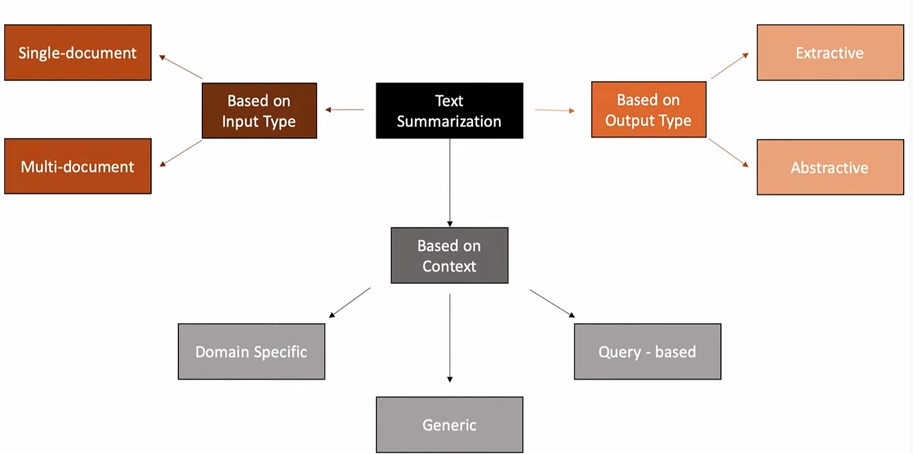 Single-document
Based on
Input Type
Multi-document
Text
Summarization
Based on
Output Type
Extractive
Abstractive
Based on
Context
Domain Specific
Generic
Query - based